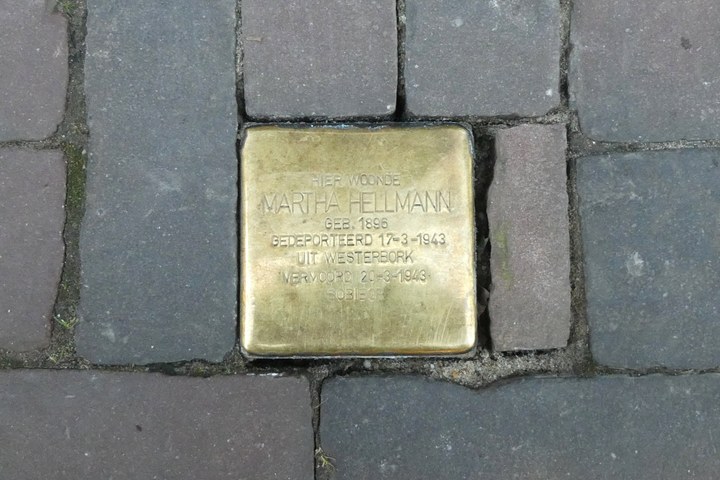 HIER WOONDE
MARTHA HELLMANN
GEB. 1896
GEDEPORTEERD 17-3-1943
UIT WESTERBORK
VERMOORD 20-3-1943
SOBIBOR